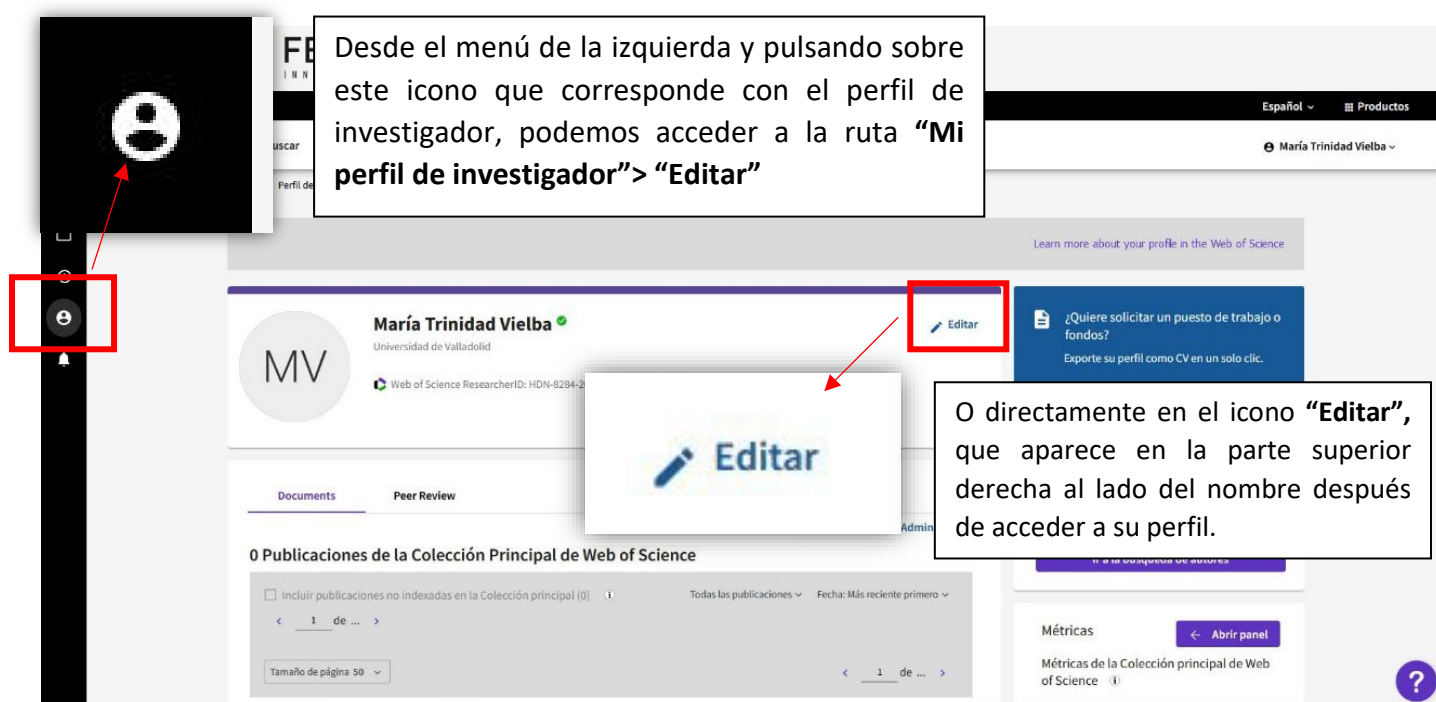 FE
INN
Desde el menú de la izquierda y pulsando sobre
este icono que corresponde con el perfil de
investigador, podemos acceder a la ruta “Mi
perfil de investigador”> “Editar”
Español
Productos
uscar
María Trinidad Vielba
Perfil de
Learn more about your profile in the Web of Science
MV
María Trinidad Vielba
Universidad de Valladolid
Web of Science ResearcherID: HDN-8284-2
Editar
¿Quiere solicitar un puesto de trabajo o
fondos?
Exporte su perfil como CV en un solo clic.
Editar
O directamente en el icono “Editar”,
que aparece en la parte superior
derecha al lado del nombre después
de acceder a su perfil.
Documents
Peer Review
Admin
0 Publicaciones de la Colección Principal de Web of Science
Incluir publicaciones no indexadas en la Colección principal (0)
Todas las publicaciones
Fecha: Más reciente primero
1 de ...
Tamaño de página 50
1 de ...
Ir a la búsqueda de autores
Métricas
Abrir panel
Métricas de la Colección principal de Web
of Science
?